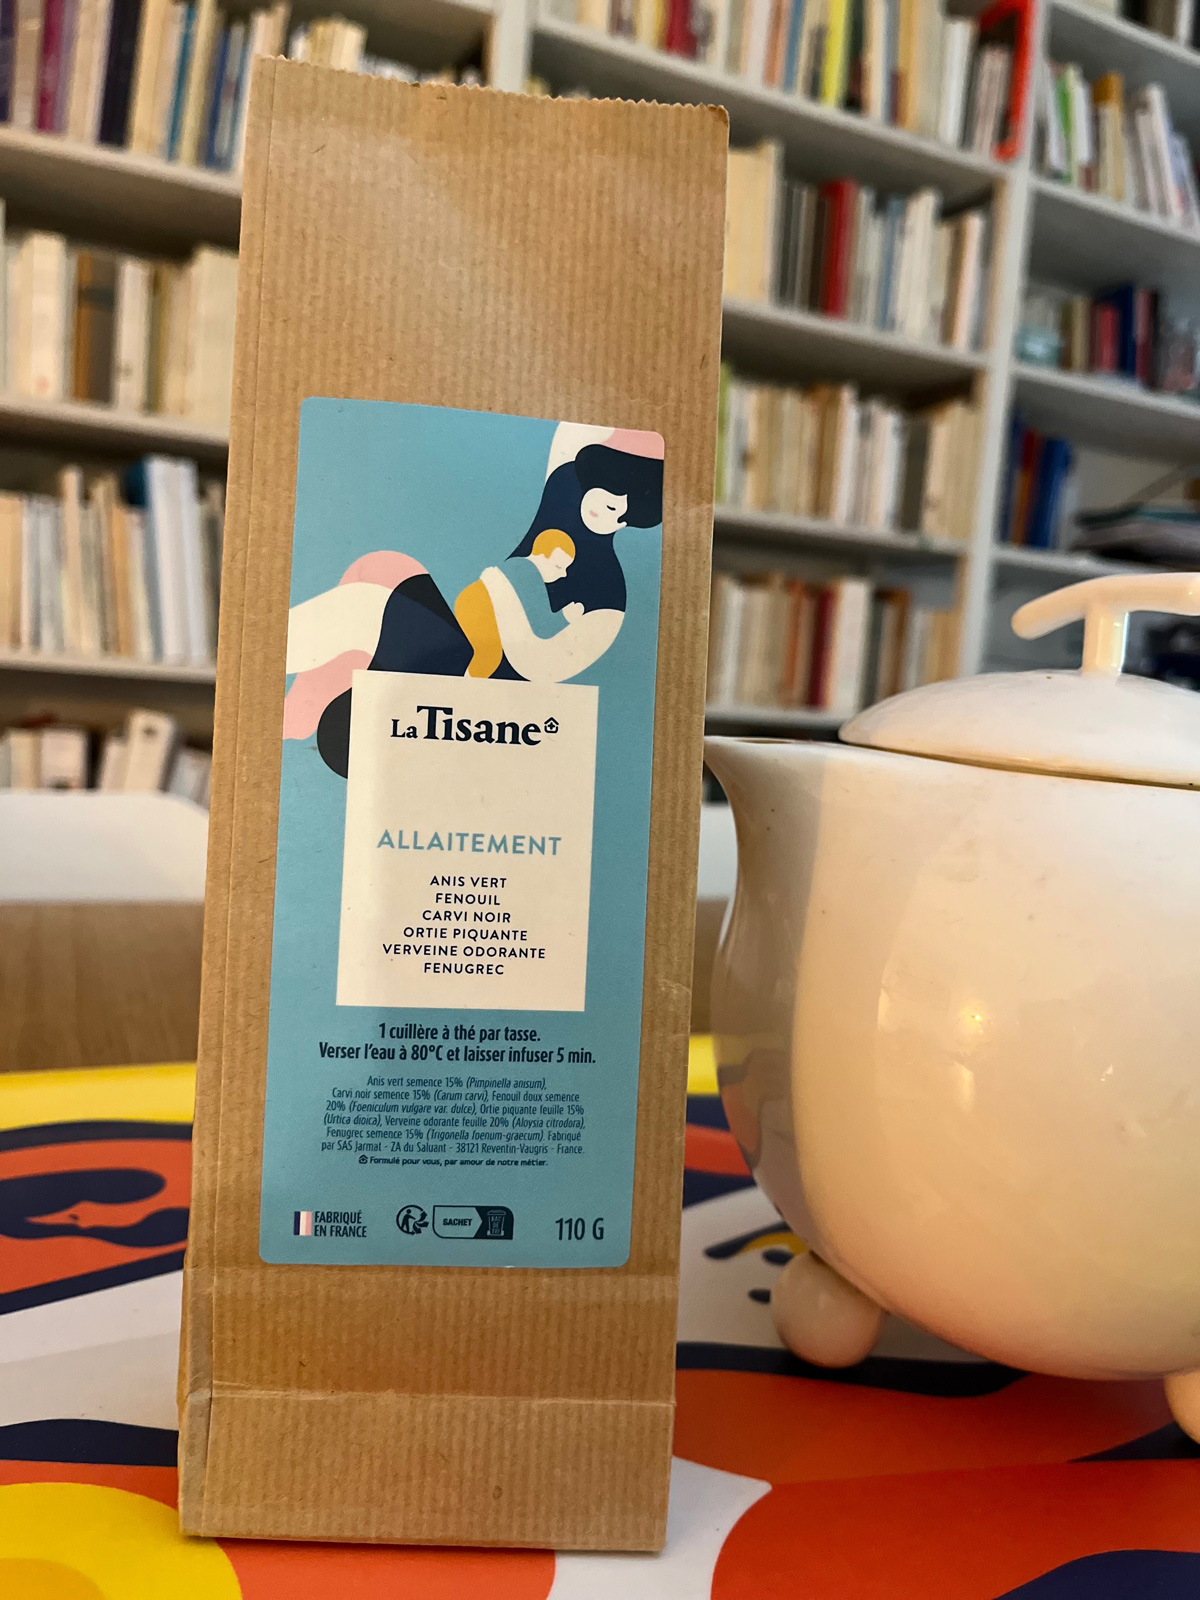 La Tisane
ALLAITEMENT
ANIS VERT
FENOUIL
CARVI NOIR
ORTIE PIQUANTE
VERVEINE ODORANTE
FENUGREC
1 cuillère à thé par tasse.
Verser l'eau à 80°C et laisser infuser 5 min.
Anis vert semence 15% (Pimpinella anisum),
Carvi noir semence 15% (Carum carvi), Fenouil doux semence
20% (Foeniculum vulgare var. dulce), Ortie piquante feuille 15%
(Urtica dioica), Verveine odorante feuille 20% (Aloysia citrodora),
Fenugrec semence 15% (Trigonella foenum-graecum). Fabriqué
par SAS Jarmat - ZA du Saluant - 38121 Reventin-Vaugris - France.
Formulé pour vous, par amour de notre métier.
FABRIQUÉ
EN FRANCE
SACHET
BAC
DE
TRI
110 G